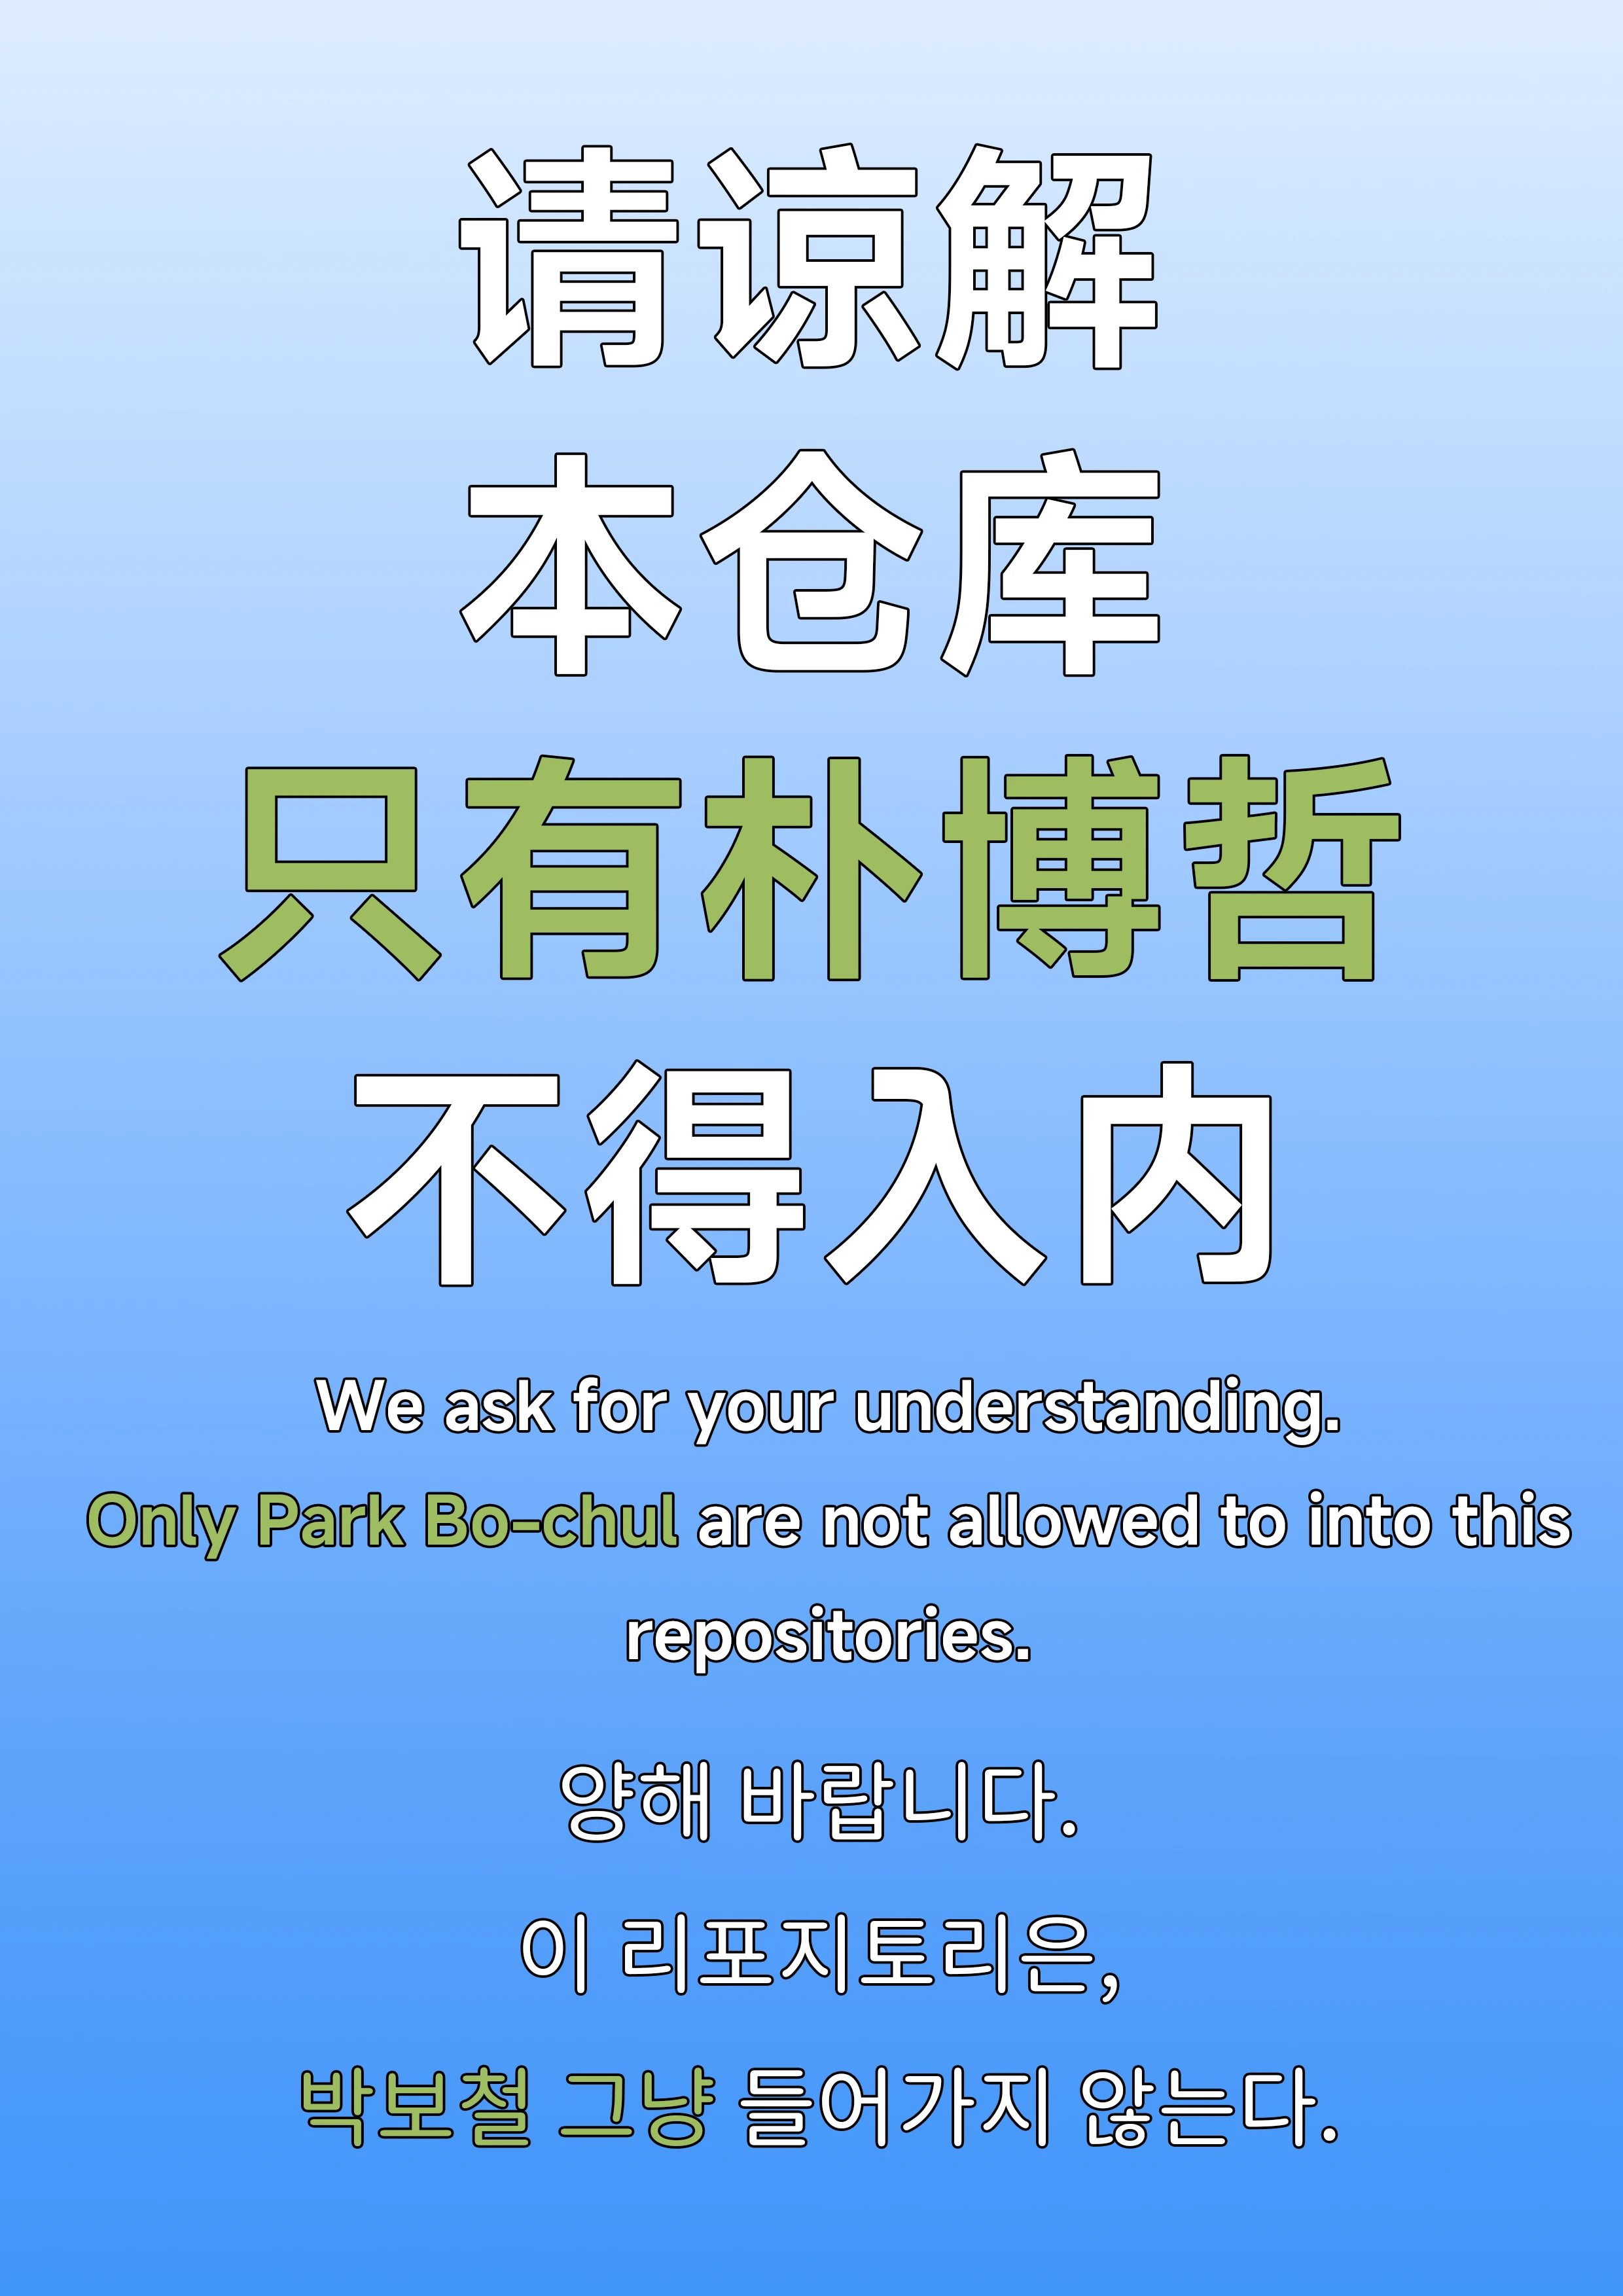 请谅解
本仓库
只有朴博哲
不得入内
We ask for your understanding.
Only Park Bo-chul are not allowed to into this
repositories.
양해 바랍니다.
이 리포지토리은,
박보철 그냥 들어가지 않는다.